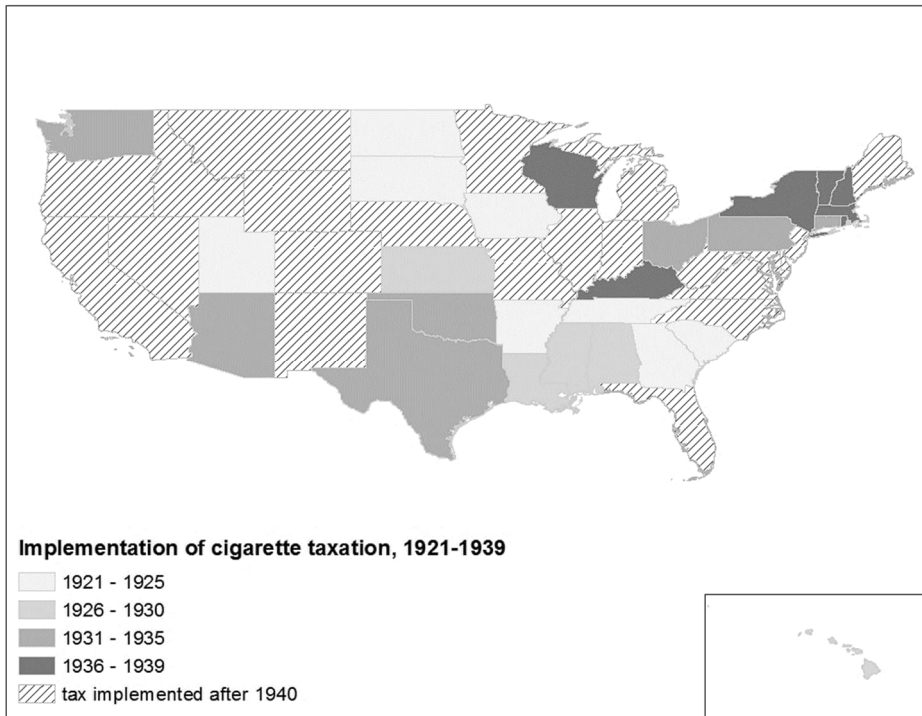 Implementation of cigarette taxation, 1921-1939
1921 - 1925
1926 - 1930
1931 - 1935
1936 - 1939
tax implemented after 1940